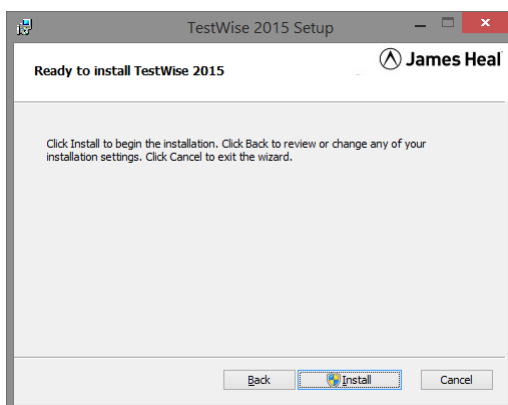 TestWise 2015 Setup
James Heal
Ready to install TestWise 2015
Click Install to begin the installation. Click Back to review or change any of your
installation settings. Click Cancel to exit the wizard.
Back
Install
Cancel